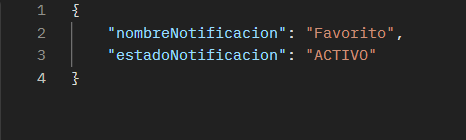 1 {
2 "nombreNotificacion": "Favorito",
3 "estadoNotificacion": "ACTIVO"
4 }